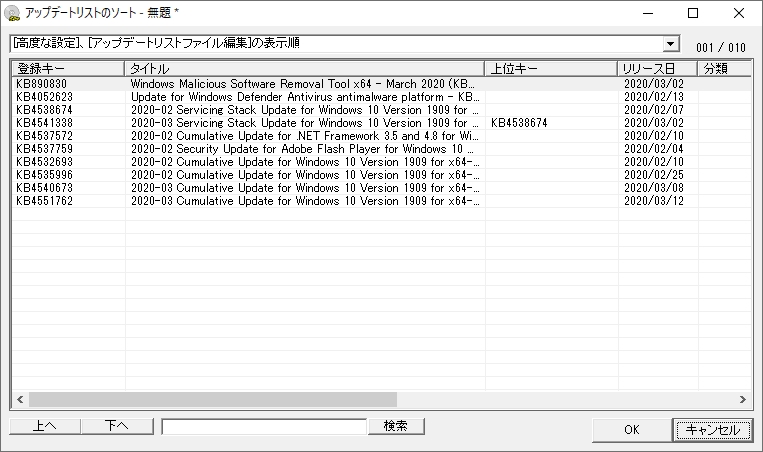 アップデートリストのソート - 無題 *
[高度な設定]、[アップデートリストファイル編集]の表示順
001 / 010
登録キー タイトル 上位キー リリース日 分類
KB890830 Windows Malicious Software Removal Tool x64 - March 2020 (KB... 2020/03/02
KB4052623 Update for Windows Defender Antivirus antimalware platform - KB... 2020/02/13
KB4538674 2020-02 Servicing Stack Update for Windows 10 Version 1909 for ... 2020/02/07
KB4541338 2020-03 Servicing Stack Update for Windows 10 Version 1909 for ... KB4538674 2020/03/02
KB4537572 2020-02 Cumulative Update for .NET Framework 3.5 and 4.8 for Wi... 2020/02/10
KB4537759 2020-02 Security Update for Adobe Flash Player for Windows 10 ... 2020/02/04
KB4532693 2020-02 Cumulative Update for Windows 10 Version 1909 for x64-... 2020/02/10
KB4535996 2020-02 Cumulative Update for Windows 10 Version 1909 for x64-... 2020/02/25
KB4540673 2020-03 Cumulative Update for Windows 10 Version 1909 for x64-... 2020/03/08
KB4551762 2020-03 Cumulative Update for Windows 10 Version 1909 for x64-... 2020/03/12
上へ 下へ 検索 OK キャンセル